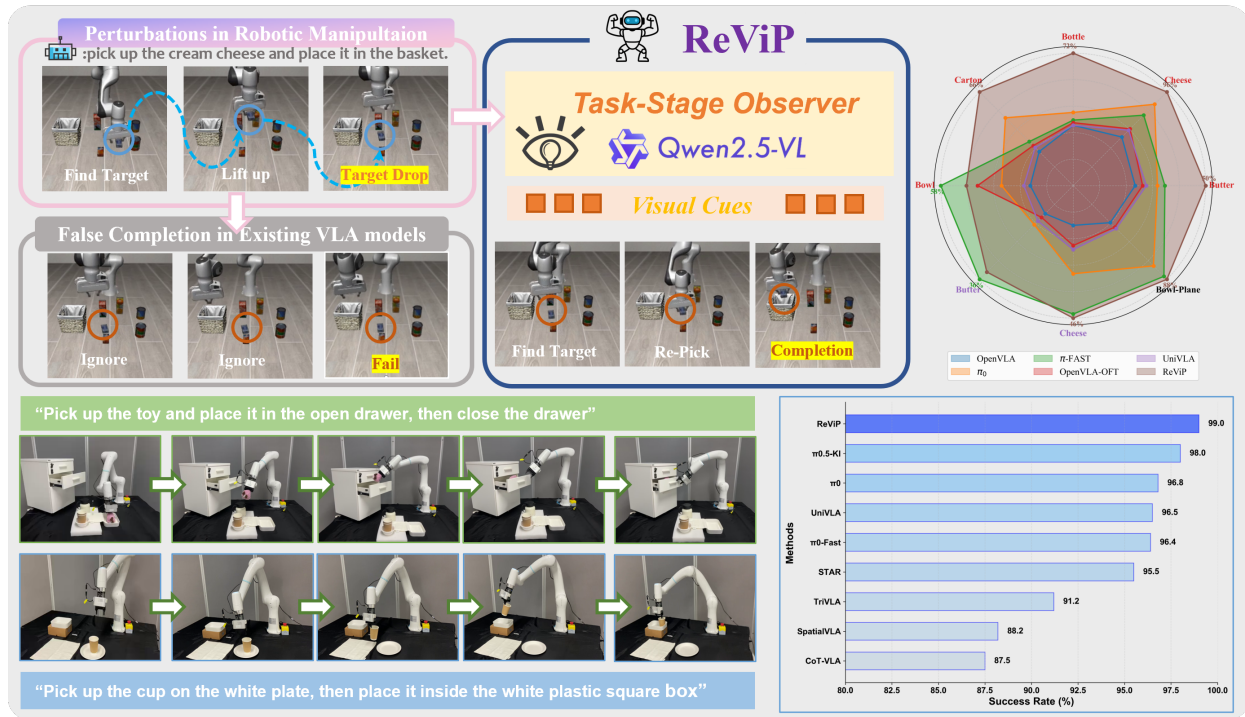 Perturbations in Robotic Manipultaion
:pick up the cream cheese and place it in the basket.
Find Target
Lift up
Target Drop
False Completion in Existing VLA models
Ignore
Ignore
Fail
ReViP
Task-Stage Observer
Qwen2.5-VL
Visual Cues
Find Target
Re-Pick
Completion
Bottle
Carton
Cheese
Bowl
Butter
Butter
Bowl-Plane
Cheese
OpenVLA
π-FAST
UniVLA
π0
OpenVLA-OFT
ReViP
“Pick up the toy and place it in the open drawer, then close the drawer”
“Pick up the cup on the white plate, then place it inside the white plastic square box”
Methods
ReViP
99.0
π0.5-KI
98.0
π0
96.8
UniVLA
96.5
π0-Fast
96.4
STAR
95.5
TriVLA
91.2
SpatialVLA
88.2
CoT-VLA
87.5
80.0
82.5
85.0
87.5
90.0
92.5
95.0
97.5
100.0
Success Rate (%)